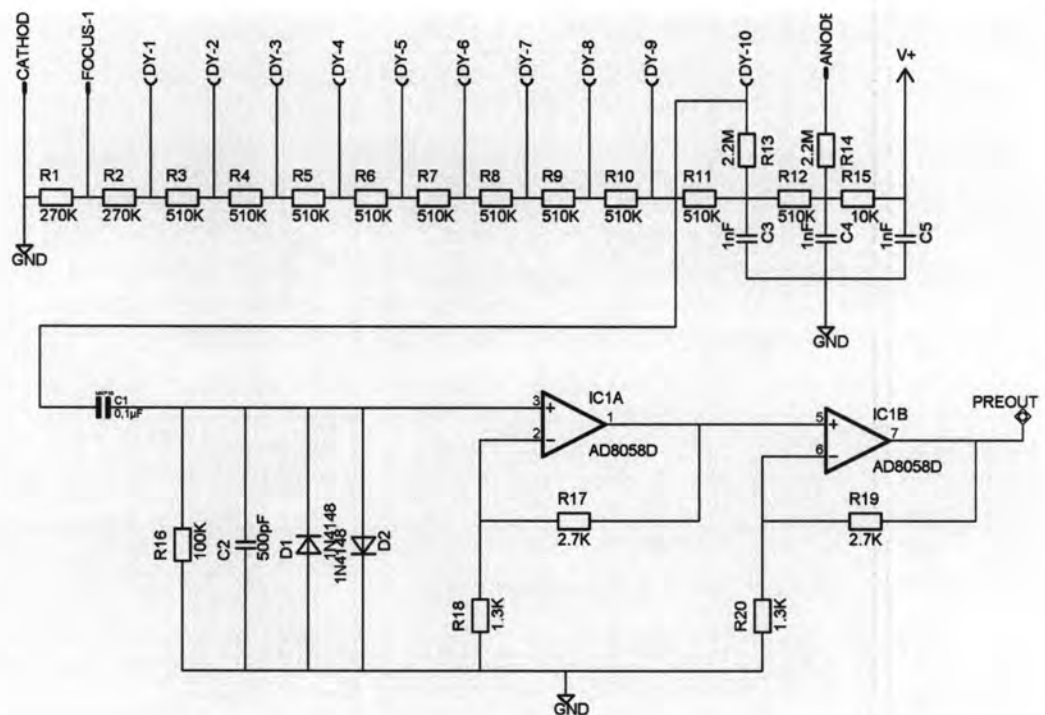 CATHOD
FOCUS-1
DY-1
DY-2
DY-3
DY-4
DY-5
DY-6
DY-7
DY-8
DY-9
DY-10
ANODE
V+
R1
270K
R2
270K
R3
510K
R4
510K
R5
510K
R6
510K
R7
510K
R8
510K
R9
510K
R10
510K
R11
510K
2.2M
R13
R12
510K
2.2M
R14
R15
10K
1nF
C3
1nF
C4
1nF
C5
GND
GND
C1
0,1µF
R16
100K
C2
500pF
D1
1N4148
1N4148
D2
3
2
1
IC1A
AD8058D
R17
2.7K
R18
1.3K
5
6
7
IC1B
AD8058D
R19
2.7K
R20
1.3K
PREOUT
GND